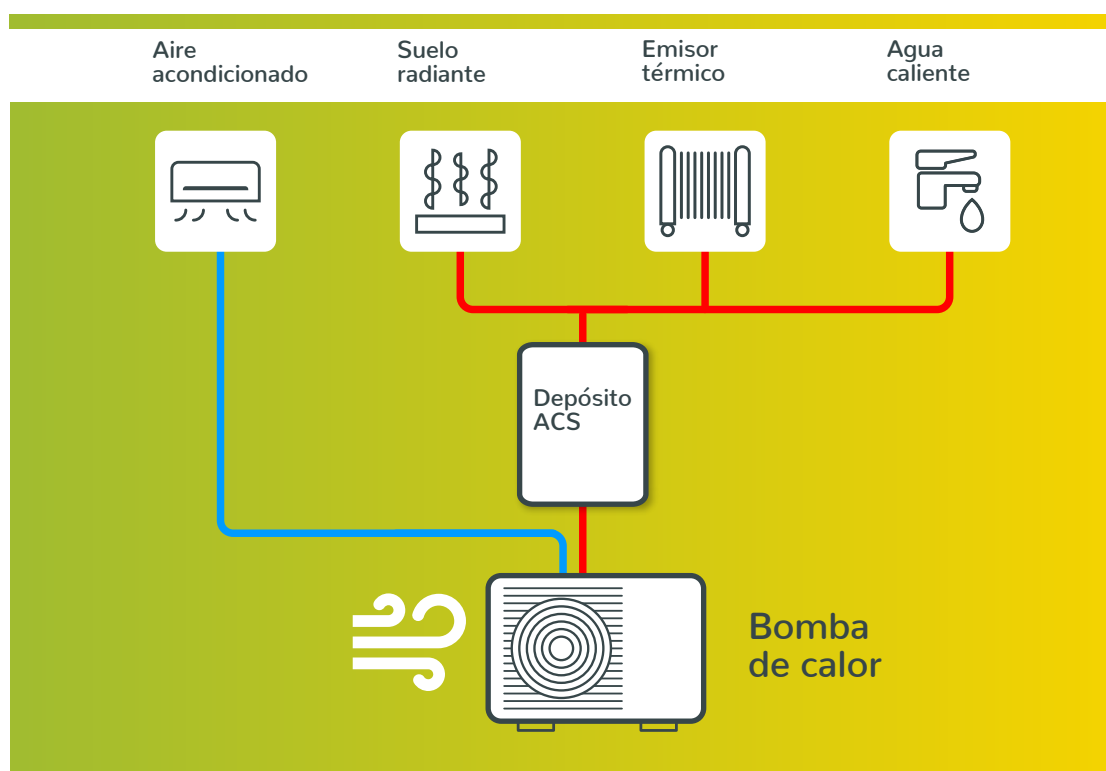 Aire
acondicionado
Suelo
radiante
Emisor
térmico
Agua
caliente
Depósito
ACS
Bomba
de calor